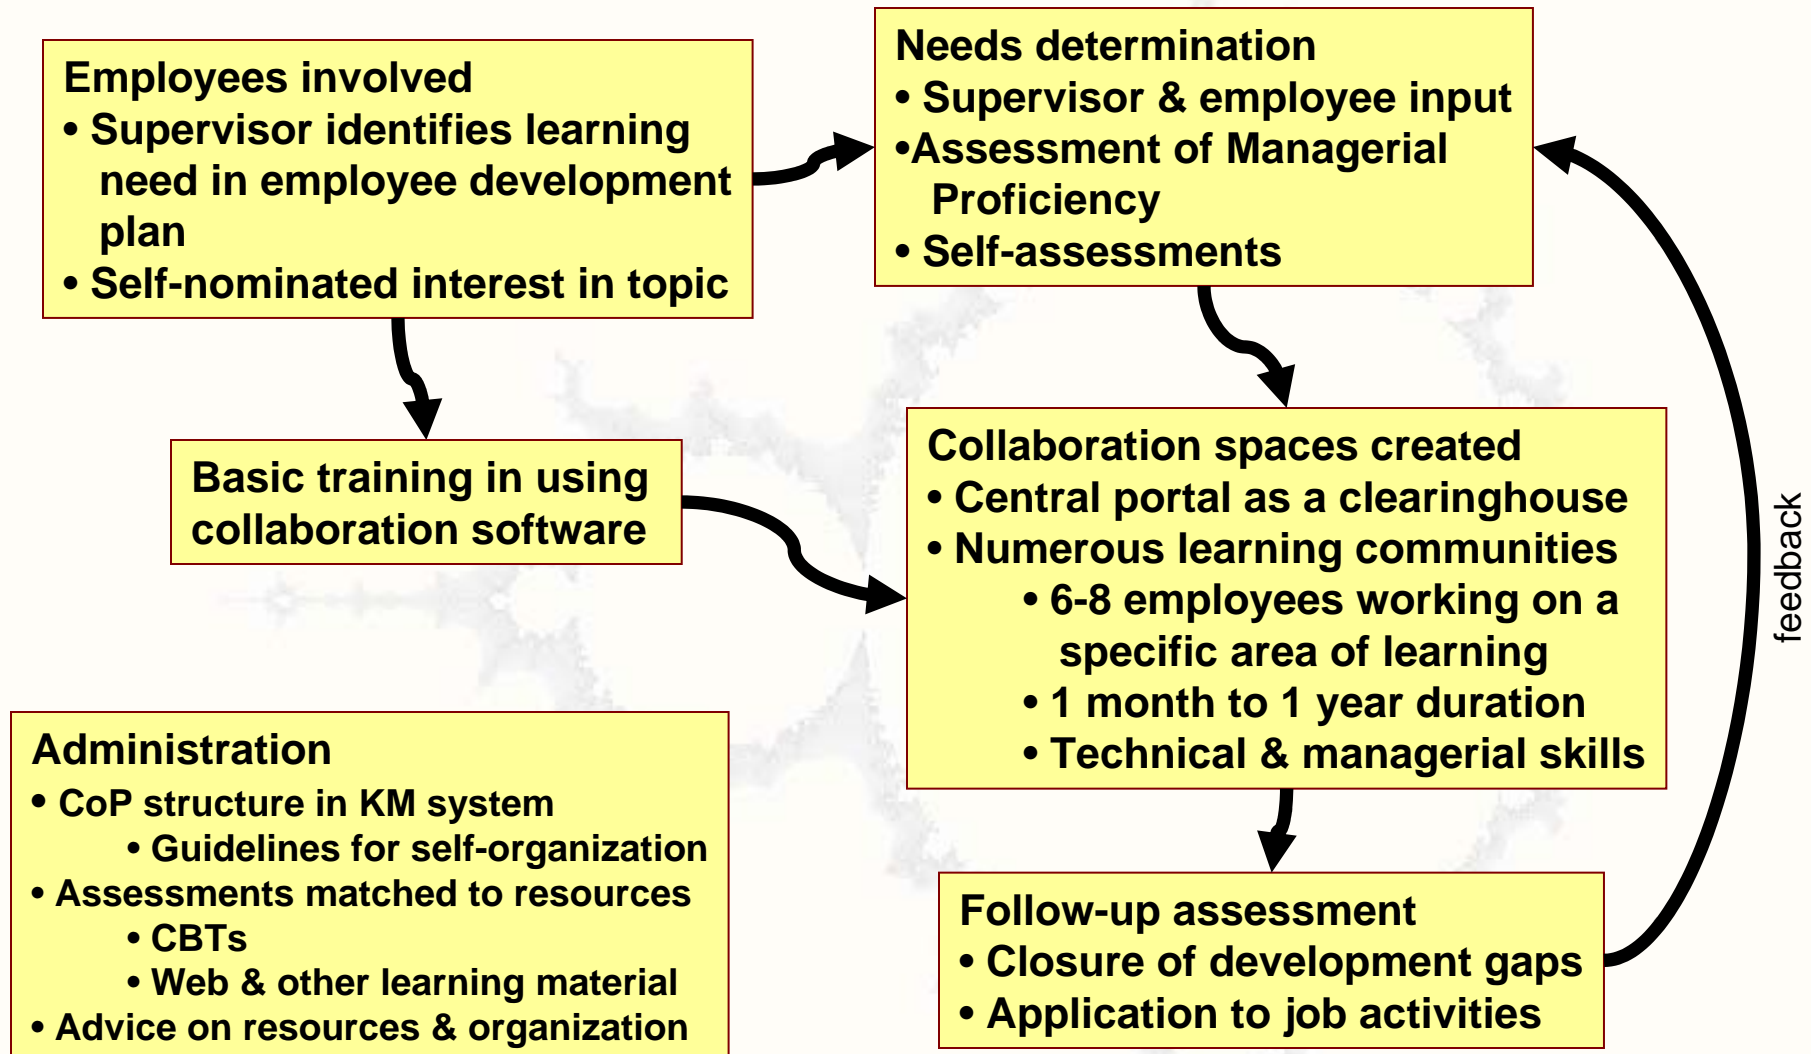 Employees involved
• Supervisor identifies learning
need in employee development
plan
• Self-nominated interest in topic
Needs determination
• Supervisor & employee input
•Assessment of Managerial
Proficiency
• Self-assessments
Basic training in using
collaboration software
Collaboration spaces created
• Central portal as a clearinghouse
• Numerous learning communities
• 6-8 employees working on a
specific area of learning
• 1 month to 1 year duration
• Technical & managerial skills
feedback
Administration
• CoP structure in KM system
• Guidelines for self-organization
• Assessments matched to resources
• CBTs
• Web & other learning material
• Advice on resources & organization
Follow-up assessment
• Closure of development gaps
• Application to job activities